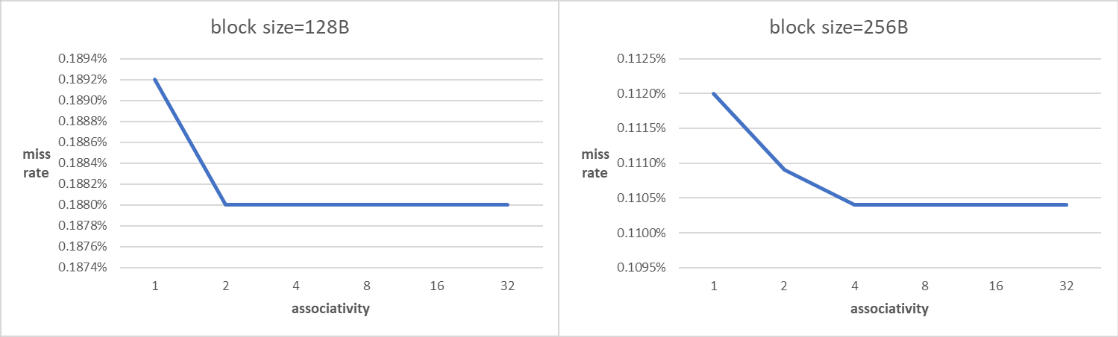 block size=128B
0.1894%
0.1892%
0.1890%
0.1888%
0.1886%
0.1884%
0.1882%
0.1880%
0.1878%
0.1876%
0.1874%
miss
rate
1 2 4 8 16 32
associativity
block size=256B
0.1125%
0.1120%
0.1115%
0.1110%
0.1105%
0.1100%
0.1095%
miss
rate
1 2 4 8 16 32
associativity